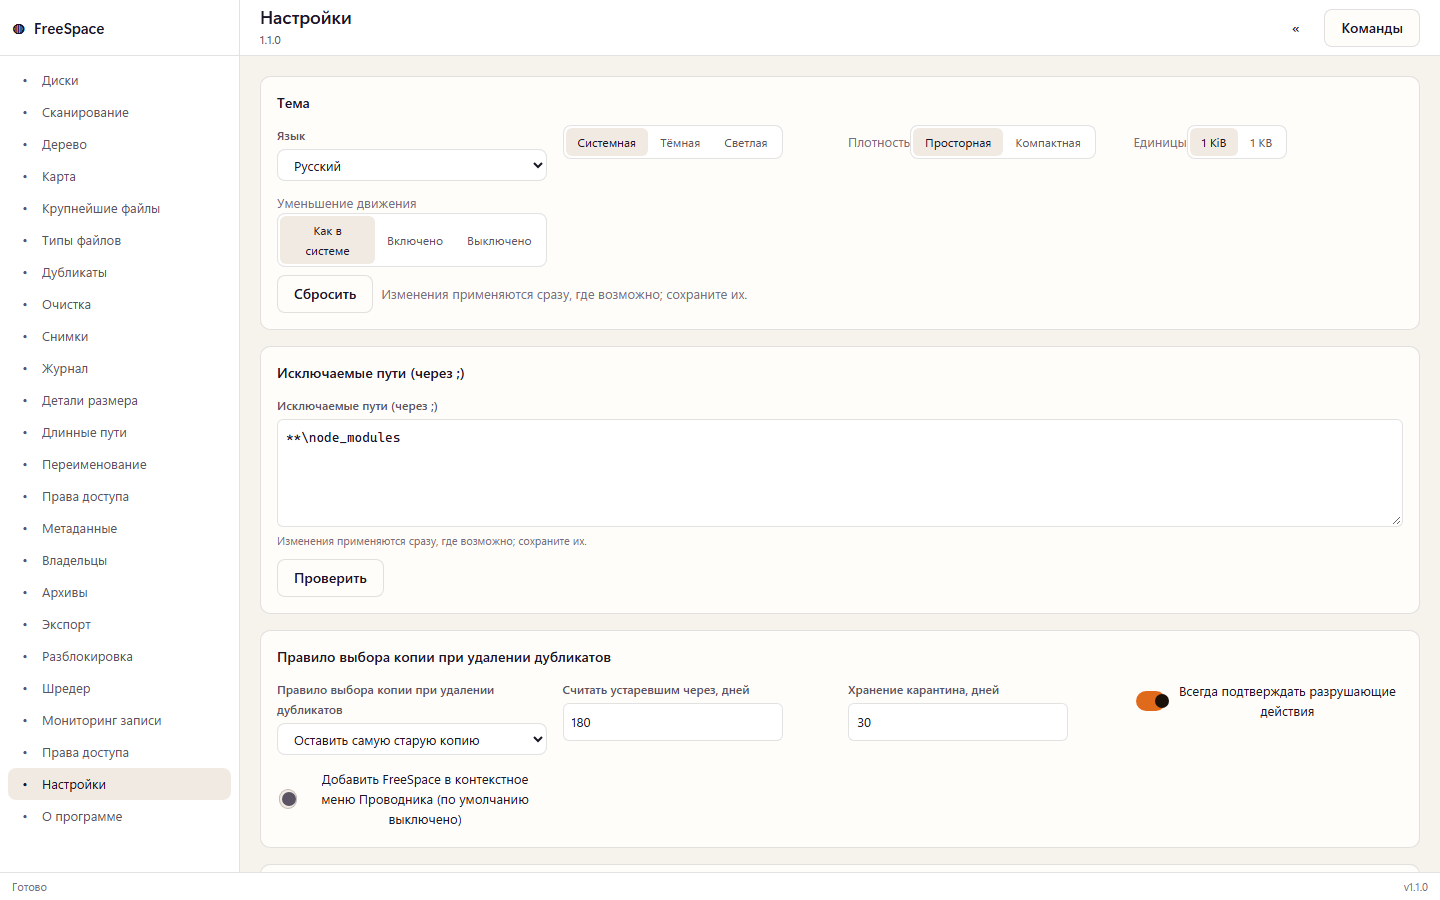 FreeSpace
Диски
Сканирование
Дерево
Карта
Крупнейшие файлы
Типы файлов
Дубликаты
Очистка
Снимки
Журнал
Детали размера
Длинные пути
Переименование
Права доступа
Метаданные
Владельцы
Архивы
Экспорт
Разблокировка
Шредер
Мониторинг записи
Права доступа
Настройки
О программе
Настройки
1.1.0
«
Команды
Тема
Язык
Русский
Системная Тёмная Светлая
Плотность Просторная Компактная
Единицы 1 KiB 1 KB
Уменьшение движения
Как в
системе
Включено Выключено
Сбросить Изменения применяются сразу, где возможно; сохраните их.
Исключаемые пути (через ;)
Исключаемые пути (через ;)
**\node_modules
Изменения применяются сразу, где возможно; сохраните их.
Проверить
Правило выбора копии при удалении дубликатов
Правило выбора копии при удалении
дубликатов
Оставить самую старую копию
Считать устаревшим через, дней
180
Хранение карантина, дней
30
Всегда подтверждать разрушающие
действия
Добавить FreeSpace в контекстное
меню Проводника (по умолчанию
выключено)
Готово
v1.1.0